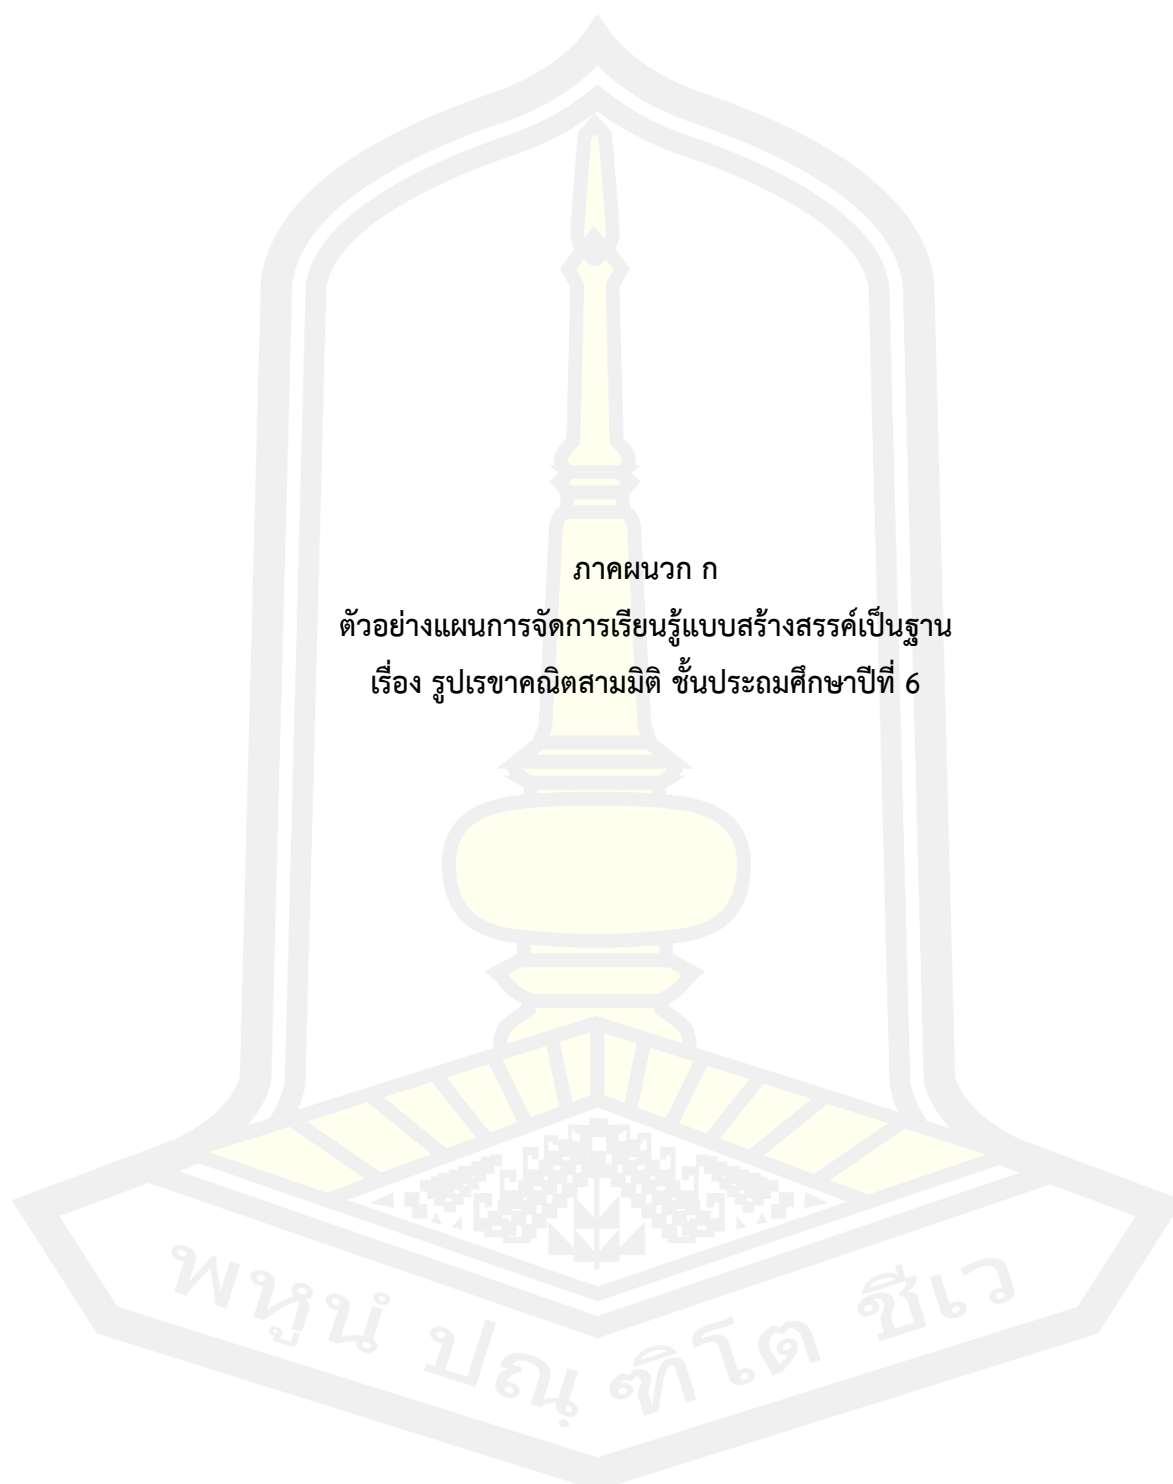 ภาคผนวก ก
ตัวอย่างแผนการจัดการเรียนรู้แบบสร้างสรรค์เป็นฐาน
เรื่อง รูปเรขาคณิตสามมิติ ชั้นประถมศึกษาปีที่ 6
พหูนํ ปณฺฑิโต ชีเว